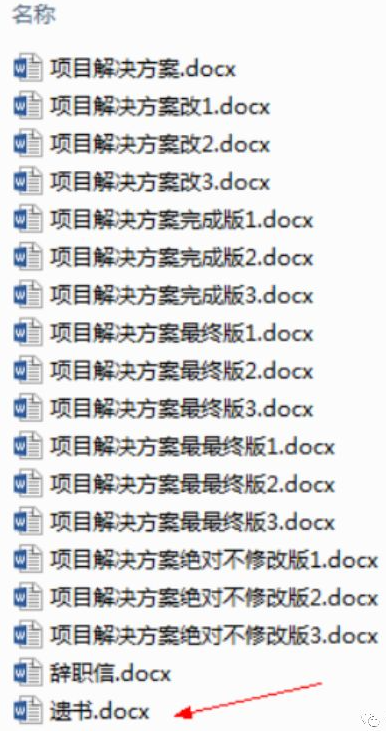 名称
项目解决方案.docx
项目解决方案改1.docx
项目解决方案改2.docx
项目解决方案改3.docx
项目解决方案完成版1.docx
项目解决方案完成版2.docx
项目解决方案完成版3.docx
项目解决方案最终版1.docx
项目解决方案最终版2.docx
项目解决方案最终版3.docx
项目解决方案最最终版1.docx
项目解决方案最最终版2.docx
项目解决方案最最终版3.docx
项目解决方案绝对不修改版1.docx
项目解决方案绝对不修改版2.docx
项目解决方案绝对不修改版3.docx
辞职信.docx
遗书.docx